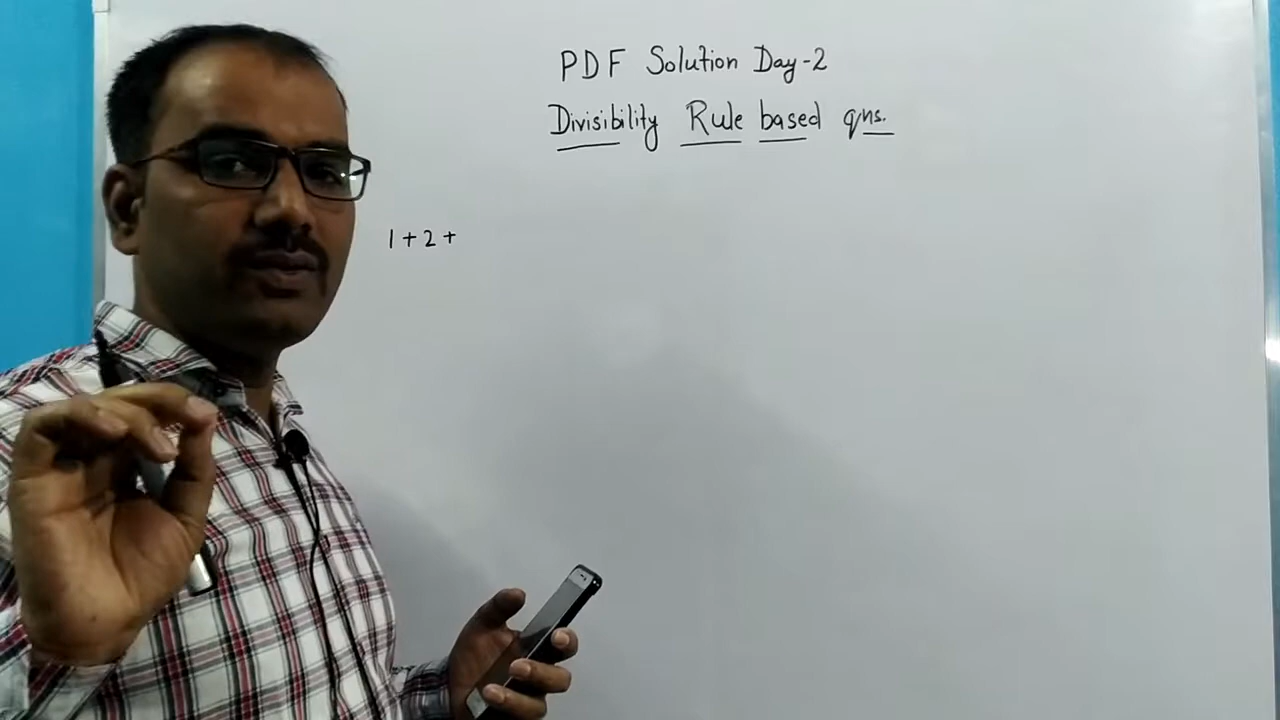 PDF Solution Day-2
Divisibility Rule based qns.
1+2+